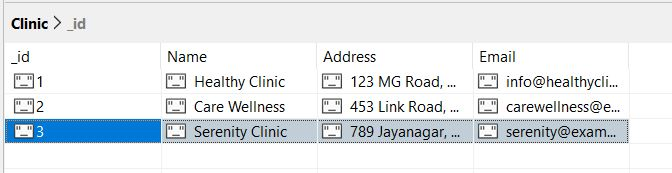 Clinic > _id
_id Name Address Email
1 Healthy Clinic 123 MG Road, ... info@healthycli...
2 Care Wellness 453 Link Road, ... carewellness@e...
3 Serenity Clinic 789 Jayanagar, ... serenity@exam...